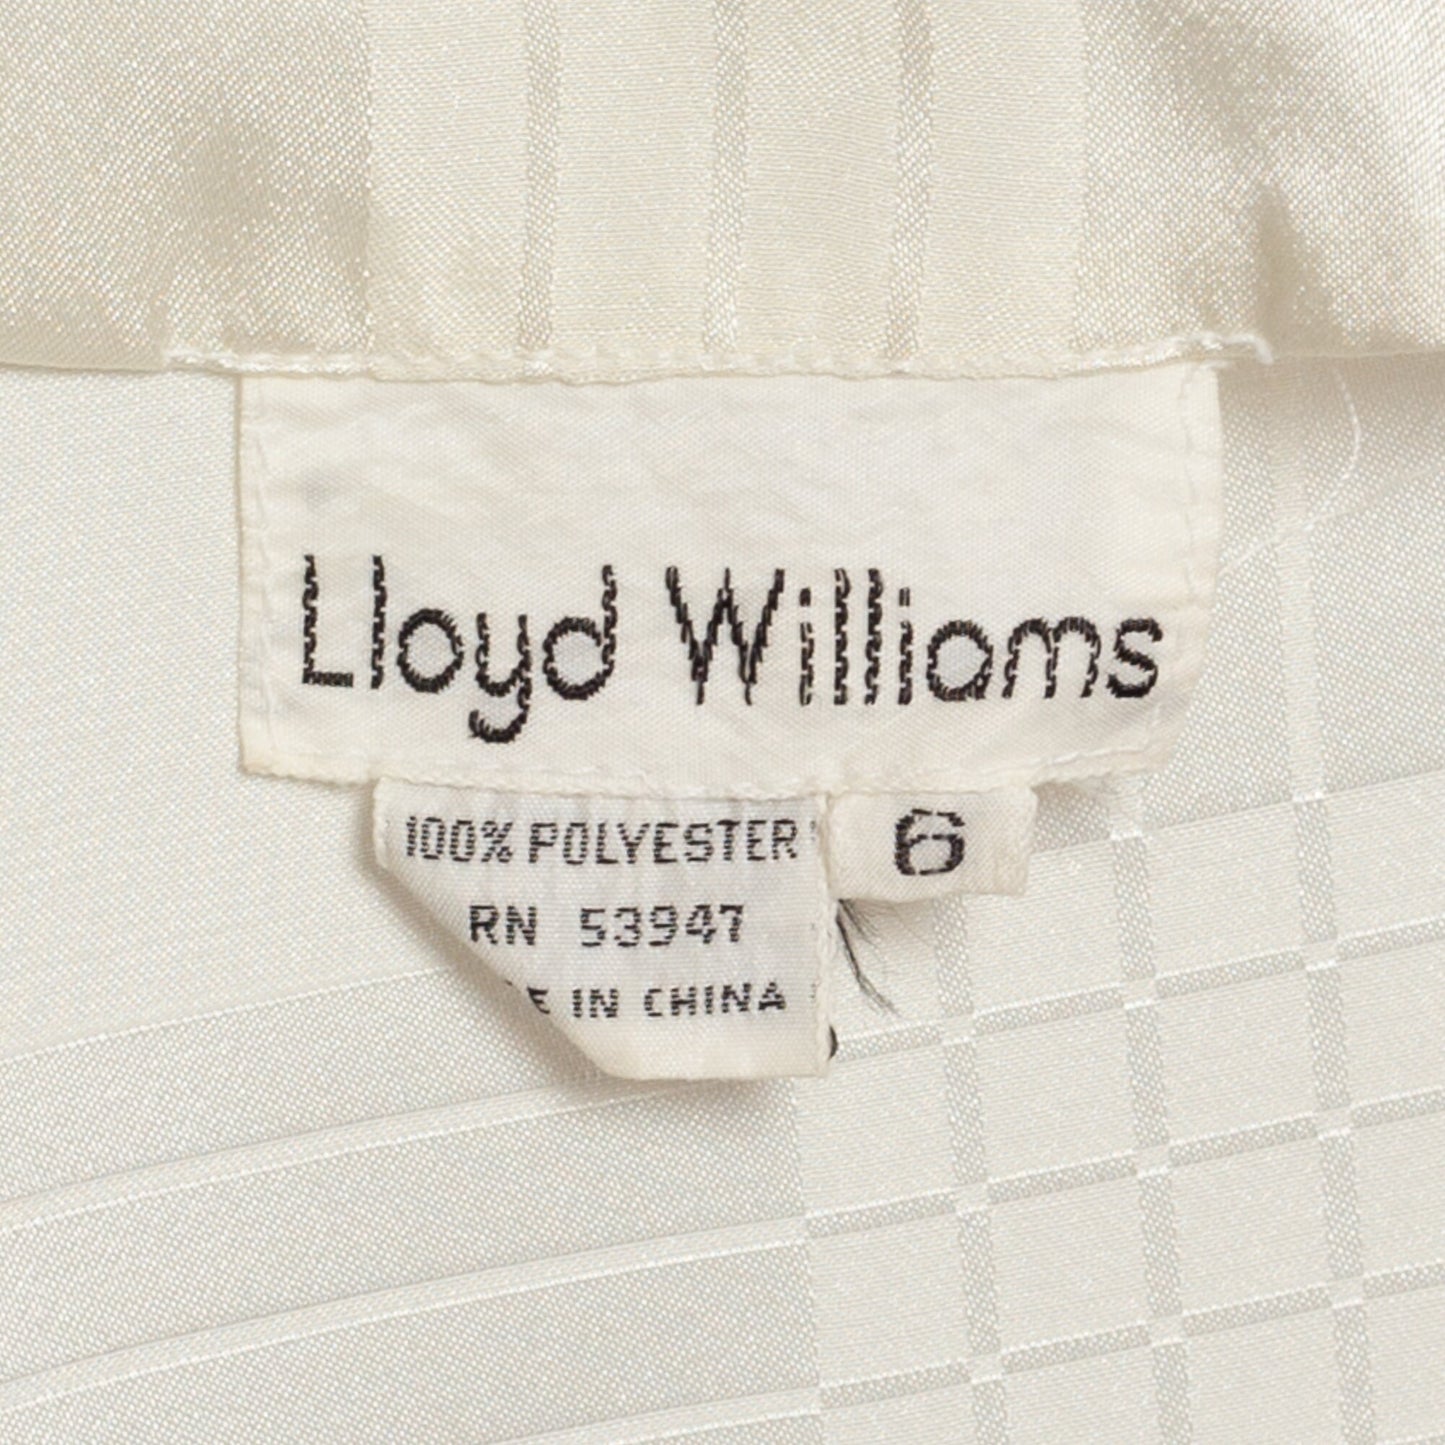 Lloyd Williams
100% POLYESTER
6
RN 53947
IN CHINA